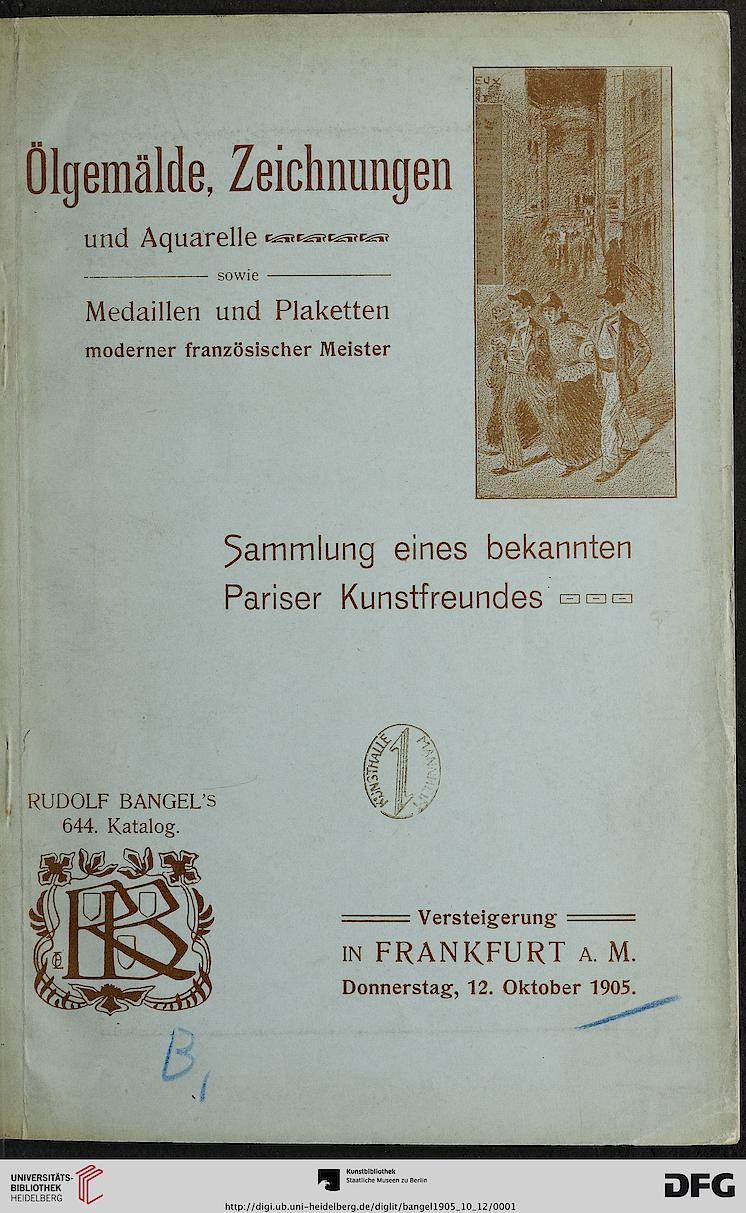 Ölgemälde, Zeichnungen
und Aquarelle
sowie
Medaillen und Plaketten
moderner französischer Meister
Sammlung eines bekannten
Pariser Kunstfreundes
KUNSTHALLE MANNHEIM
RUDOLF BANGEL'S
644. Katalog.
RB
Versteigerung
IN FRANKFURT A. M.
Donnerstag, 12. Oktober 1905.
B,
UNIVERSITÄTS-
BIBLIOTHEK
HEIDELBERG
Kunstbibliothek
Staatliche Museen zu Berlin
DFG
http://digi.ub.uni-heidelberg.de/diglit/bangel1905_10_12/0001